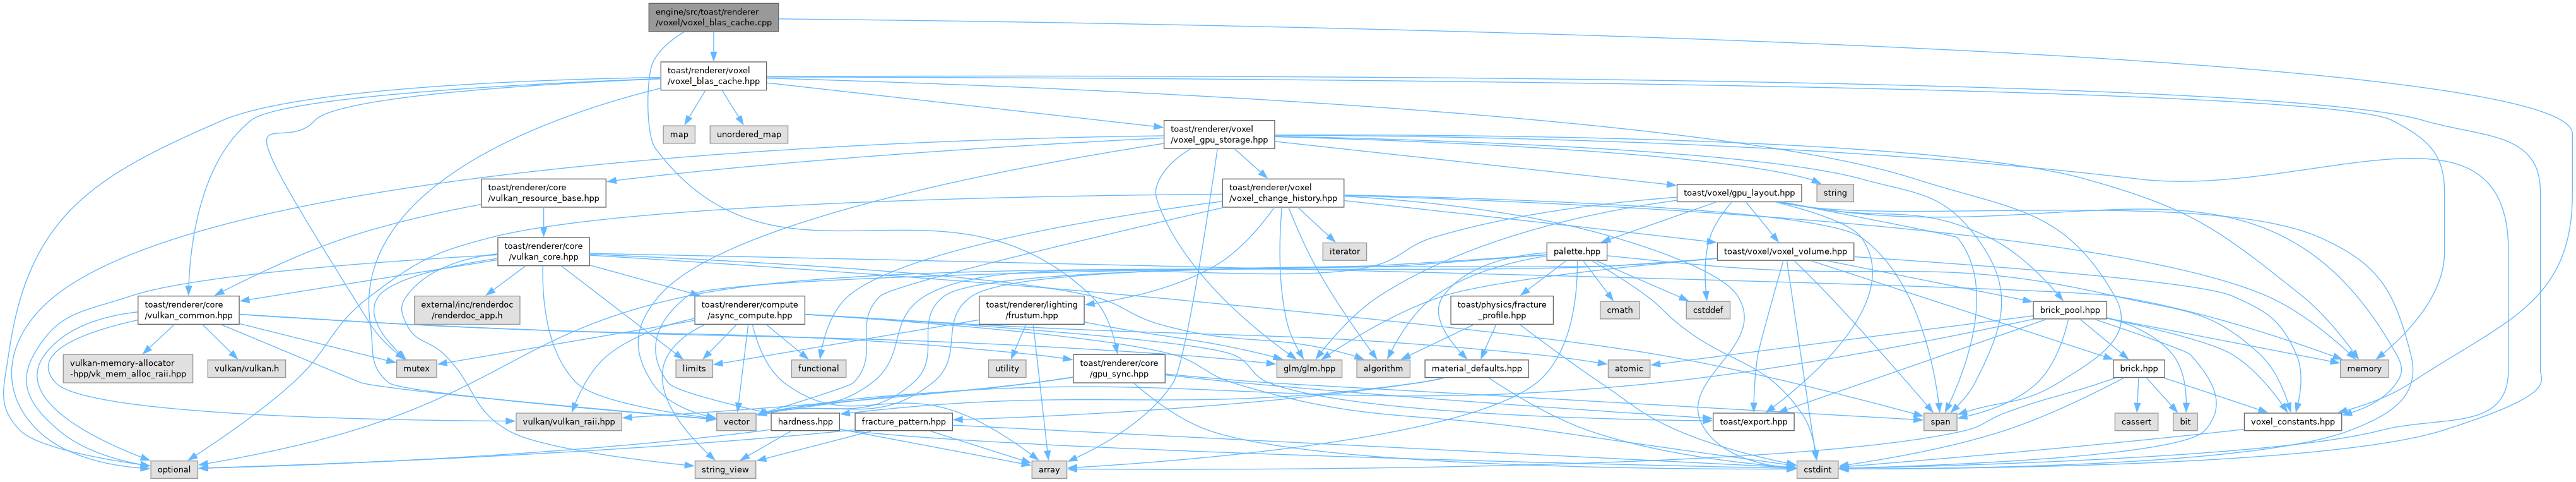 engine/src/toast/renderer
/voxel/voxel_blas_cache.cpp
toast/renderer/voxel
/voxel_blas_cache.hpp
map
unordered_map
toast/renderer/voxel
/voxel_gpu_storage.hpp
toast/renderer/core
/vulkan_resource_base.hpp
toast/renderer/voxel
/voxel_change_history.hpp
toast/voxel/gpu_layout.hpp
string
toast/renderer/core
/vulkan_core.hpp
iterator
palette.hpp
toast/voxel/voxel_volume.hpp
toast/renderer/core
/vulkan_common.hpp
external/inc/renderdoc
/renderdoc_app.h
toast/renderer/compute
/async_compute.hpp
toast/renderer/lighting
/frustum.hpp
toast/physics/fracture
_profile.hpp
cmath
cstddef
brick_pool.hpp
vulkan-memory-allocator
-hpp/vk_mem_alloc_raii.hpp
vulkan/vulkan.h
mutex
limits
functional
toast/renderer/core
/gpu_sync.hpp
utility
glm/glm.hpp
algorithm
material_defaults.hpp
atomic
brick.hpp
memory
vulkan/vulkan_raii.hpp
vector
hardness.hpp
fracture_pattern.hpp
toast/export.hpp
span
cassert
bit
voxel_constants.hpp
optional
string_view
array
cstdint